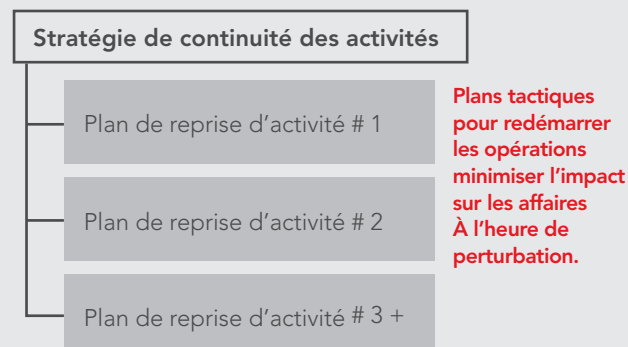 Stratégie de continuité des activités
Plan de reprise d’activité # 1
Plan de reprise d’activité # 2
Plan de reprise d’activité # 3 +
Plans tactiques
pour redémarrer
les opérations
minimiser l’impact
sur les affaires
À l’heure de
perturbation.